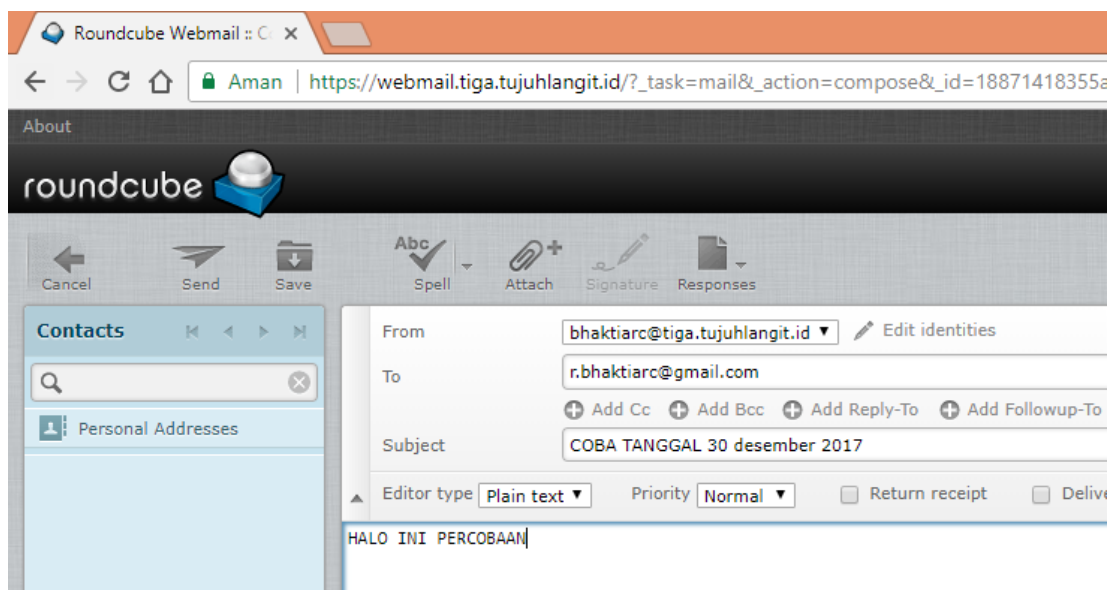 Roundcube Webmail :: C
Aman | https://webmail.tiga.tujuhlangit.id/?_task=mail&_action=compose&_id=18871418355a
About
roundcube
Cancel Send Save Spell Attach Signature Responses
Abc
Contacts
Personal Addresses
From bhaktiarc@tiga.tujuhlangit.id Edit identities
To r.bhaktiarc@gmail.com
Add Cc Add Bcc Add Reply-To Add Followup-To
Subject COBA TANGGAL 30 desember 2017
Editor type Plain text Priority Normal Return receipt Delive
HALO INI PERCOBAAN